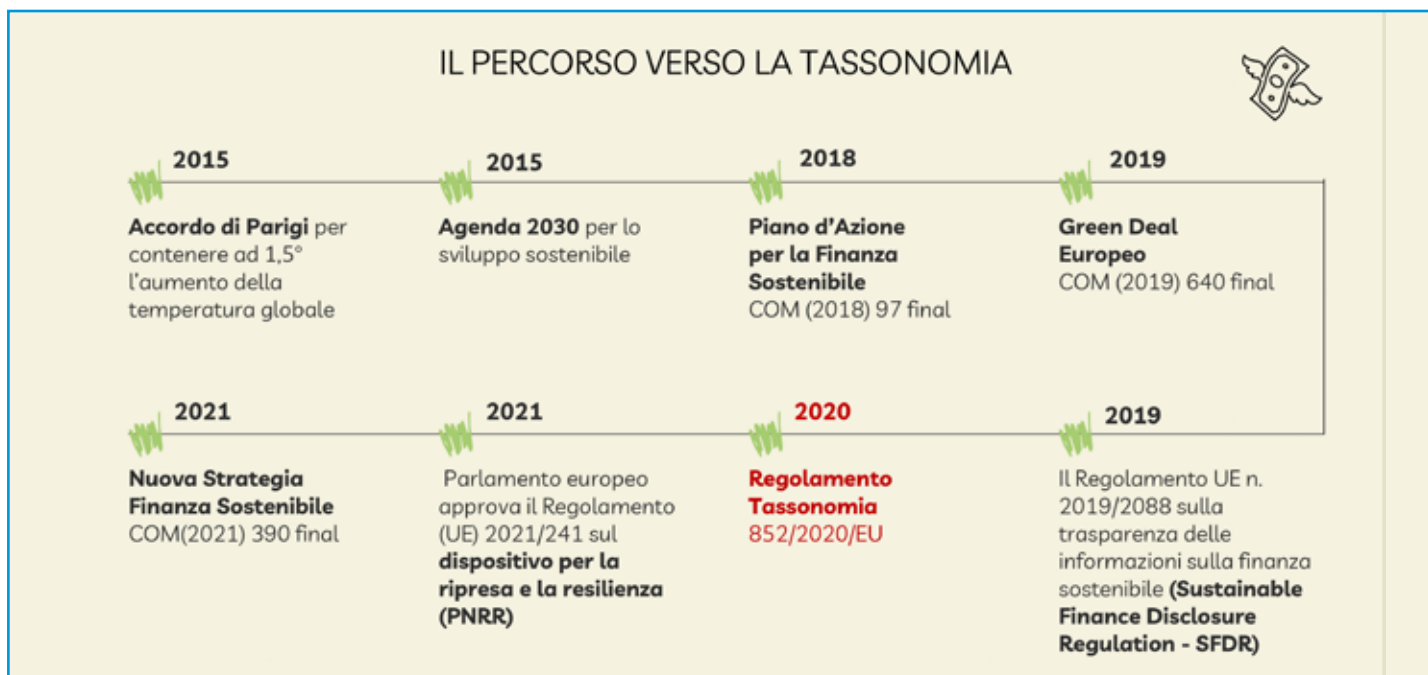 IL PERCORSO VERSO LA TASSONOMIA
2015
Accordo di Parigi per
contenere ad 1,5°
l'aumento della
temperatura globale
2015
Agenda 2030 per lo
sviluppo sostenibile
2018
Piano d'Azione
per la Finanza
Sostenibile
COM (2018) 97 final
2019
Green Deal
Europeo
COM (2019) 640 final
2019
Il Regolamento UE n.
2019/2088 sulla
trasparenza delle
informazioni sulla finanza
sostenibile (Sustainable
Finance Disclosure
Regulation - SFDR)
2020
Regolamento
Tassonomia
852/2020/EU
2021
Parlamento europeo
approva il Regolamento
(UE) 2021/241 sul
dispositivo per la
ripresa e la resilienza
(PNRR)
2021
Nuova Strategia
Finanza Sostenibile
COM(2021) 390 final